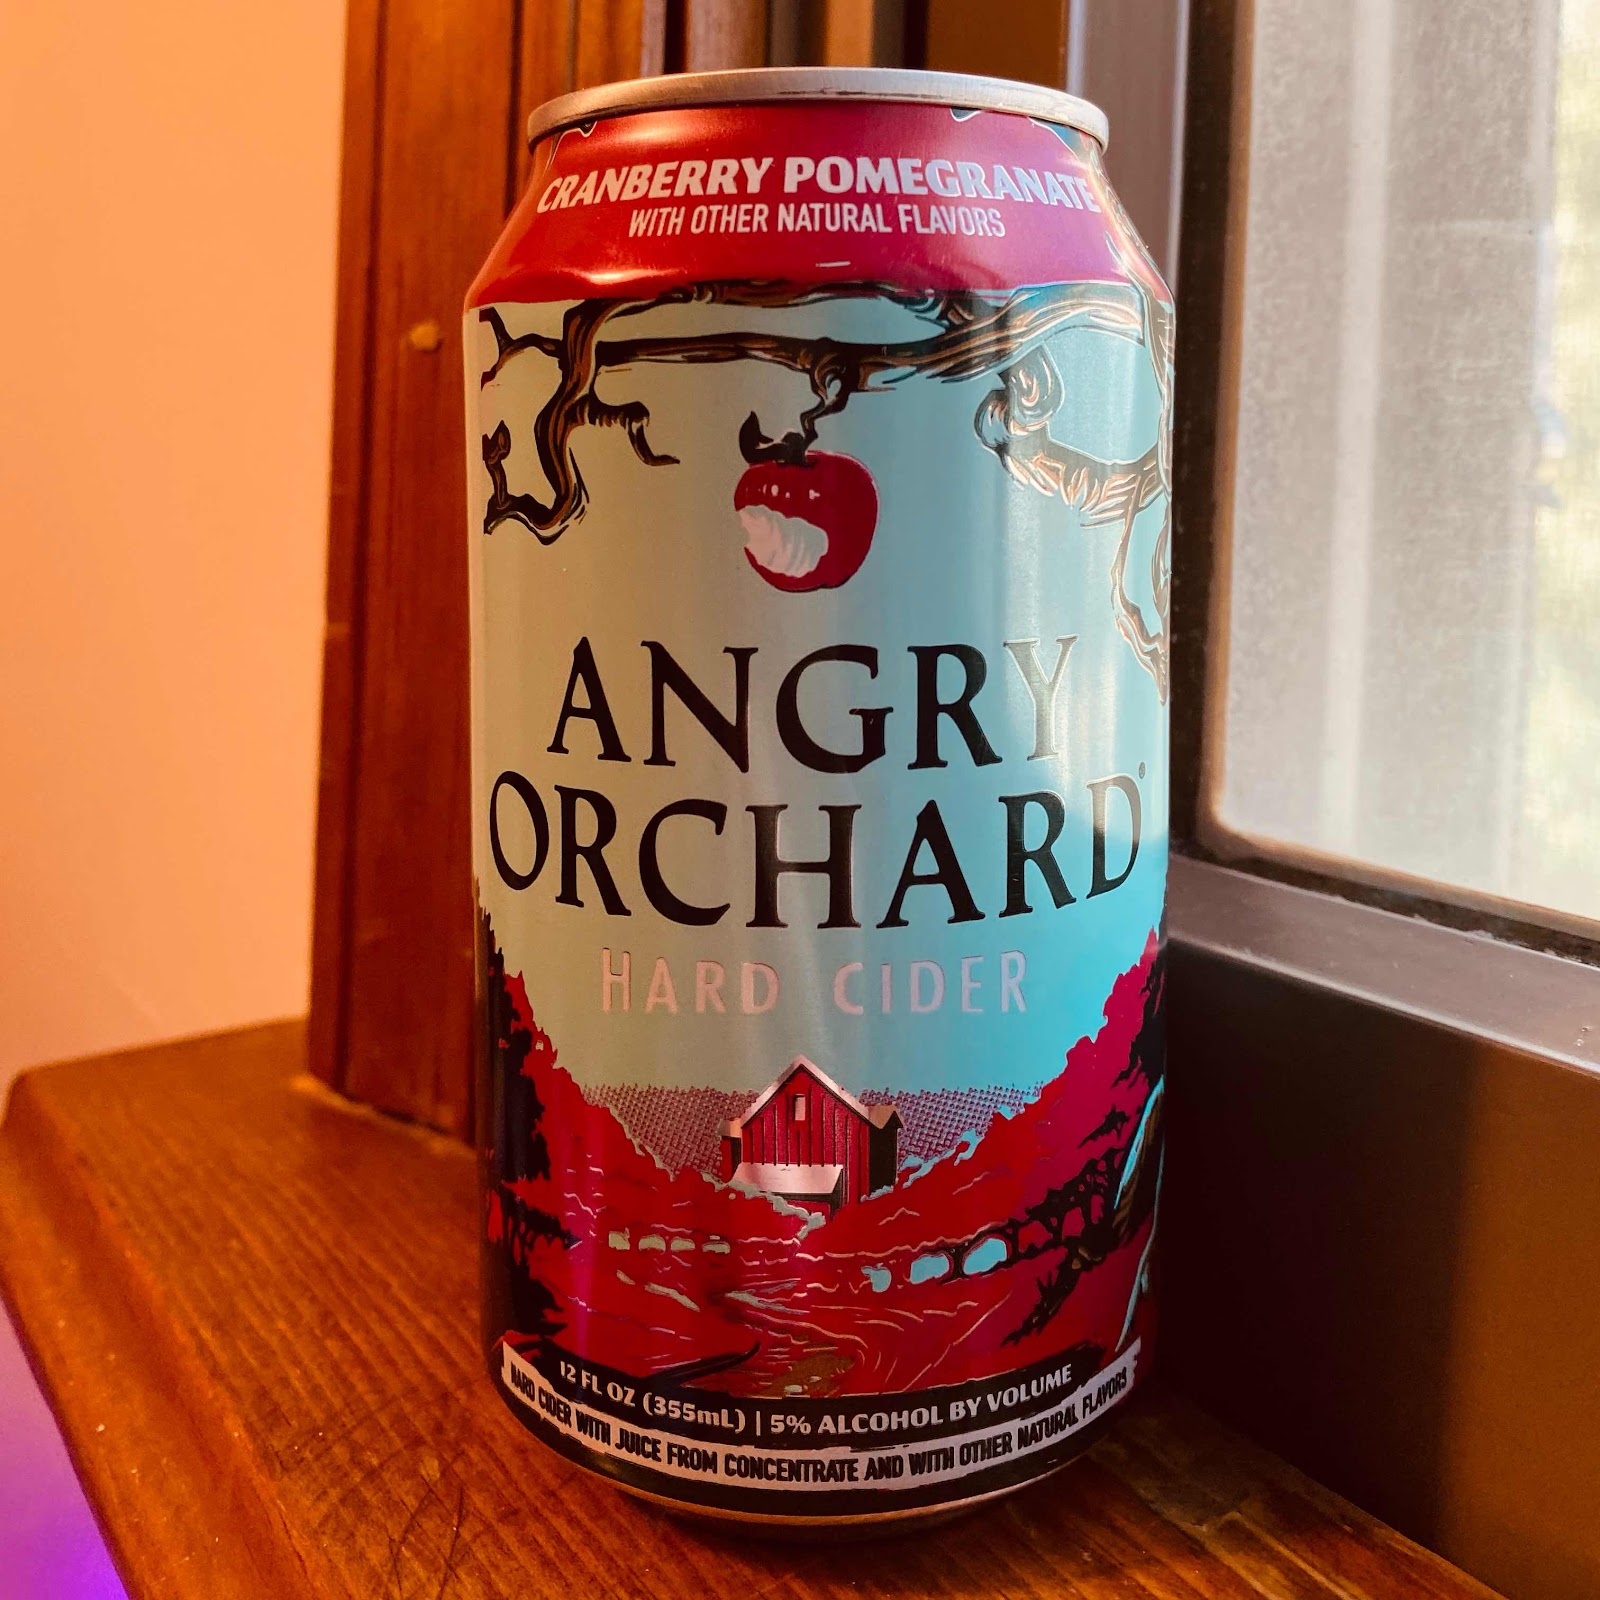 CRANBERRY POMEGRANATE
WITH OTHER NATURAL FLAVORS
ANGRY
ORCHARD®
HARD CIDER
12 FL OZ (355mL) | 5% ALCOHOL BY VOLUME
HARD CIDER WITH JUICE FROM CONCENTRATE AND WITH OTHER NATURAL FLAVORS